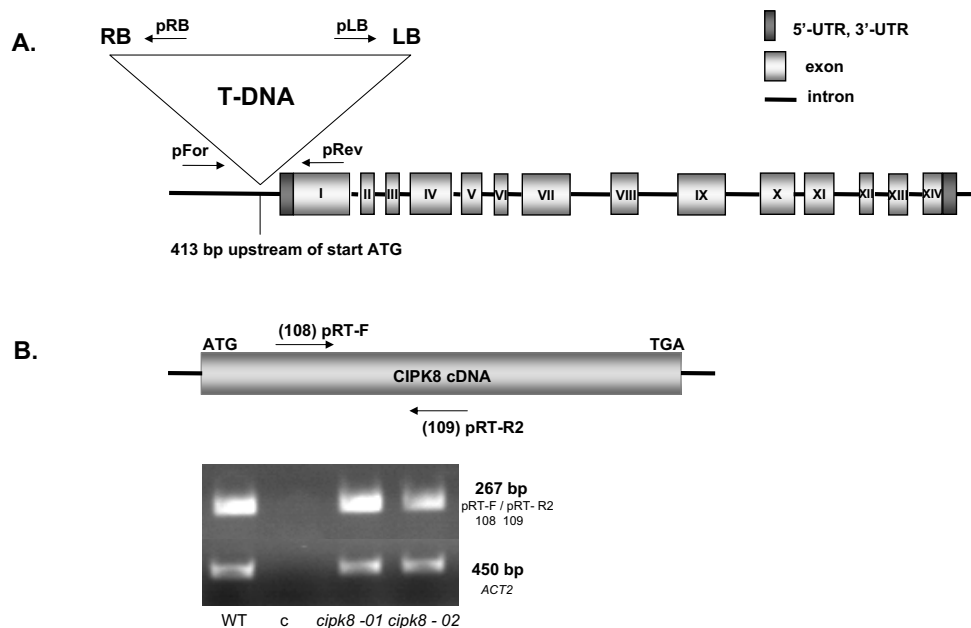 A.
RB
pRB
pLB
LB
T-DNA
pFor
pRev
5'-UTR, 3'-UTR
exon
intron
I II III IV V VI VII VIII IX X XI XII XIII XIV
413 bp upstream of start ATG
B.
(108) pRT-F
ATG
TGA
CIPK8 cDNA
(109) pRT-R2
267 bp
pRT-F / pRT- R2
108 109
450 bp
ACT2
WT c cipk8 -01 cipk8 - 02